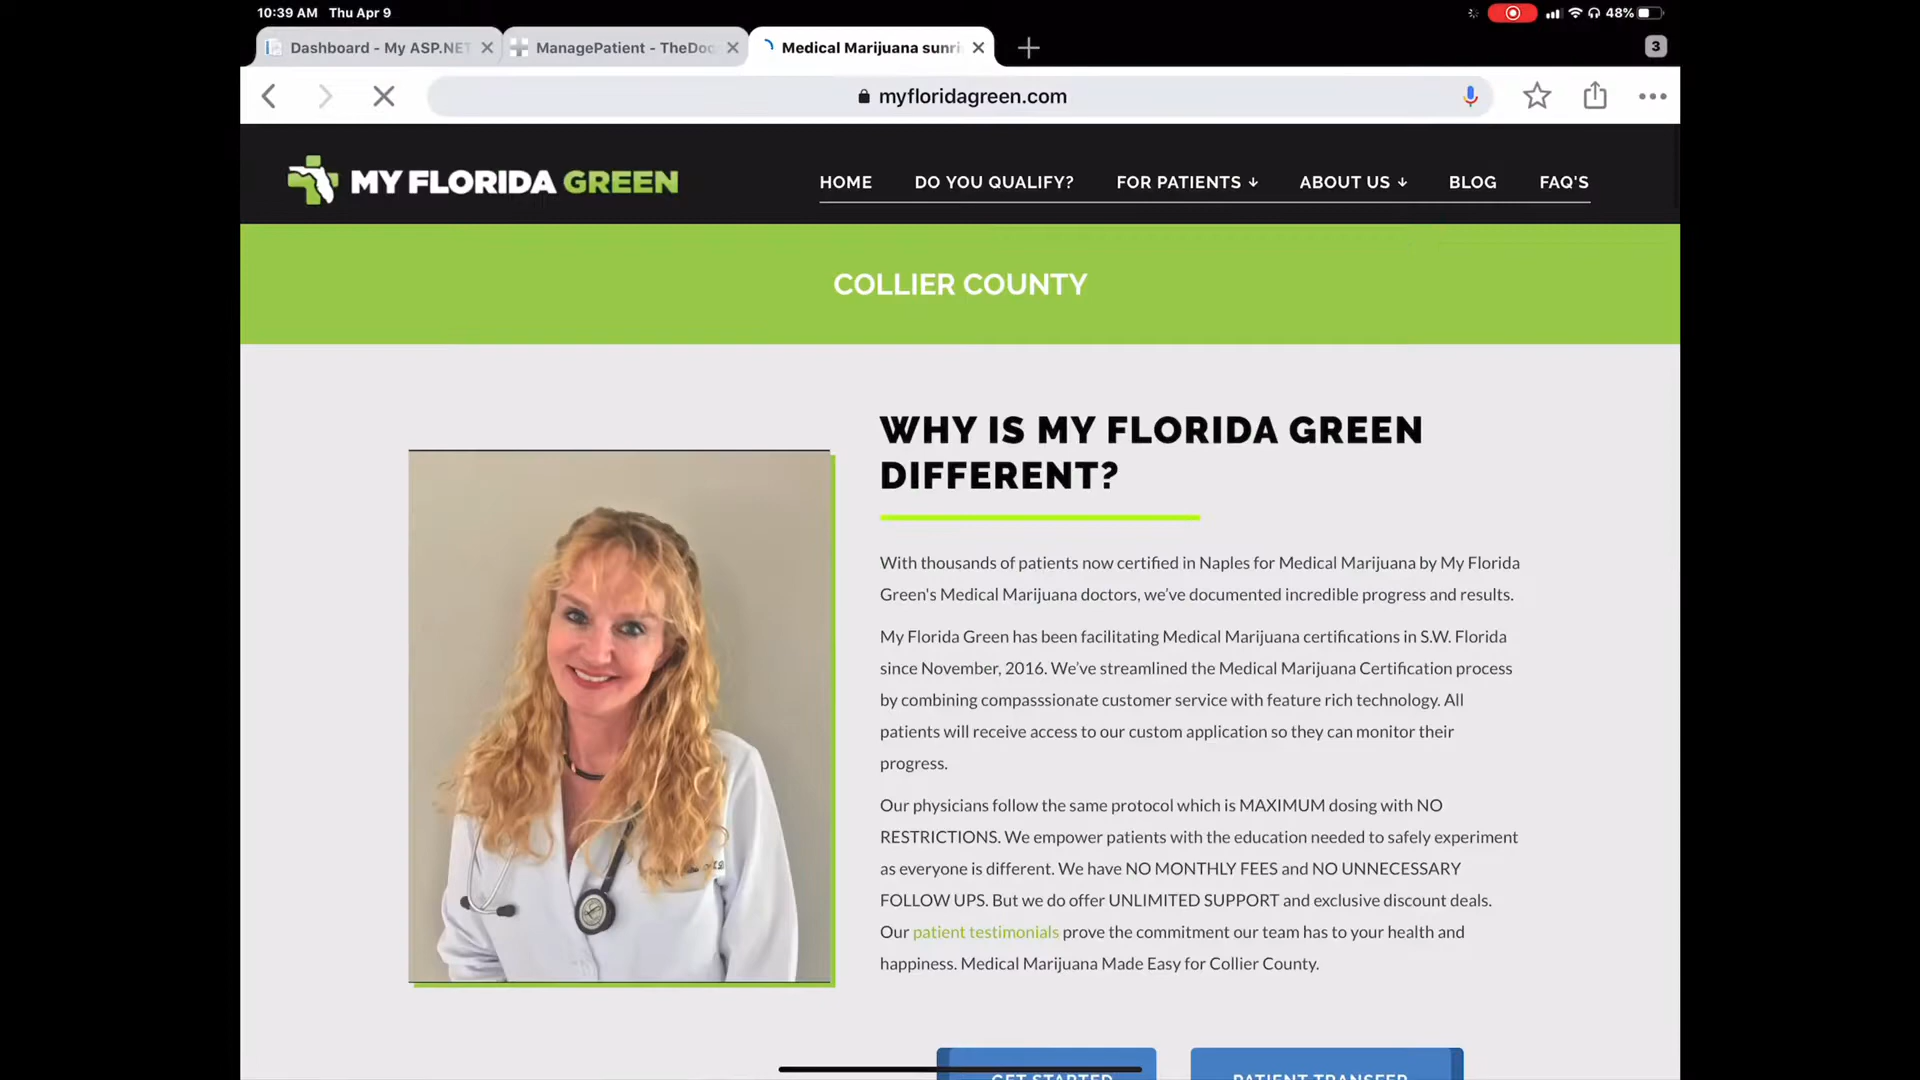 10:39 AM Thu Apr 9
48%
Dashboard - My ASP.NET
ManagePatient - TheDoc
Medical Marijuana sunri
3
myfloridagreen.com
MY FLORIDA GREEN
HOME
DO YOU QUALIFY?
FOR PATIENTS
ABOUT US
BLOG
FAQ'S
COLLIER COUNTY
WHY IS MY FLORIDA GREEN
DIFFERENT?
With thousands of patients now certified in Naples for Medical Marijuana by My Florida
Green's Medical Marijuana doctors, we've documented incredible progress and results.
My Florida Green has been facilitating Medical Marijuana certifications in S.W. Florida
since November, 2016. We've streamlined the Medical Marijuana Certification process
by combining compasssionate customer service with feature rich technology. All
patients will receive access to our custom application so they can monitor their
progress.
Our physicians follow the same protocol which is MAXIMUM dosing with NO
RESTRICTIONS. We empower patients with the education needed to safely experiment
as everyone is different. We have NO MONTHLY FEES and NO UNNECESSARY
FOLLOW UPS. But we do offer UNLIMITED SUPPORT and exclusive discount deals.
Our patient testimonials prove the commitment our team has to your health and
happiness. Medical Marijuana Made Easy for Collier County.
GET STARTED
PATIENT TRANSFER